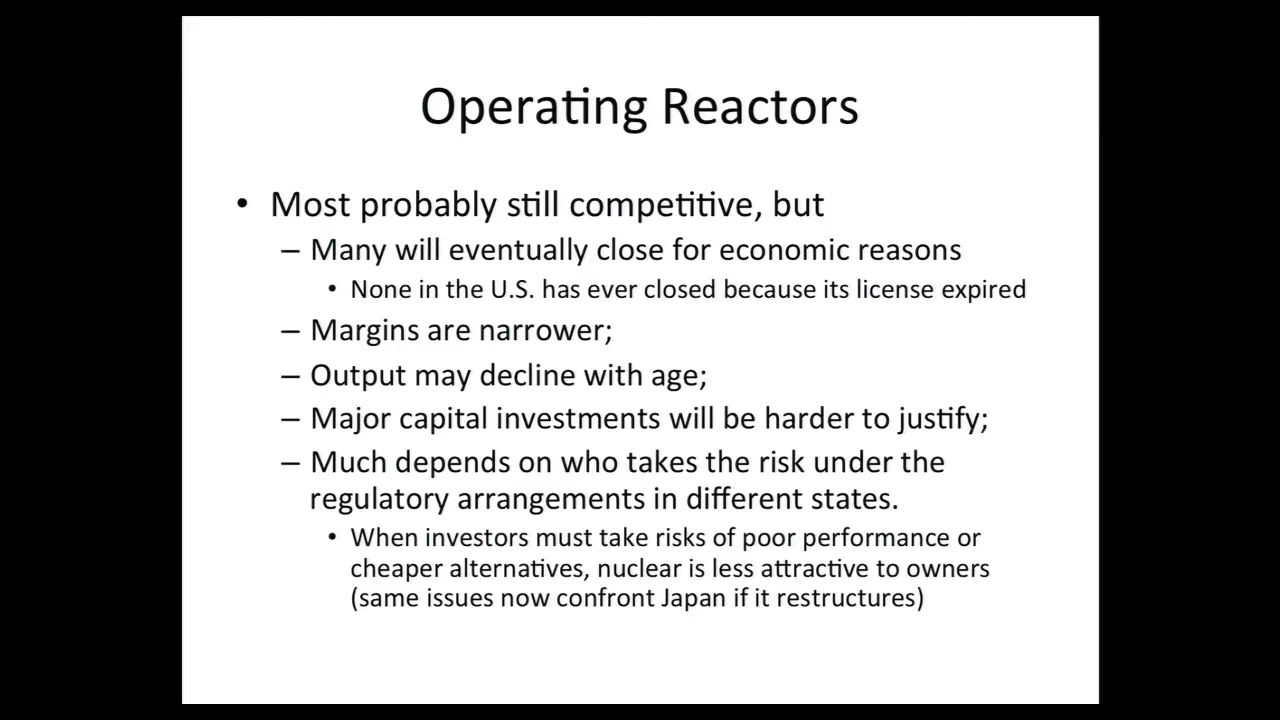 Operating Reactors
• Most probably still competitive, but
– Many will eventually close for economic reasons
• None in the U.S. has ever closed because its license expired
– Margins are narrower;
– Output may decline with age;
– Major capital investments will be harder to justify;
– Much depends on who takes the risk under the
regulatory arrangements in different states.
• When investors must take risks of poor performance or
cheaper alternatives, nuclear is less attractive to owners
(same issues now confront Japan if it restructures)